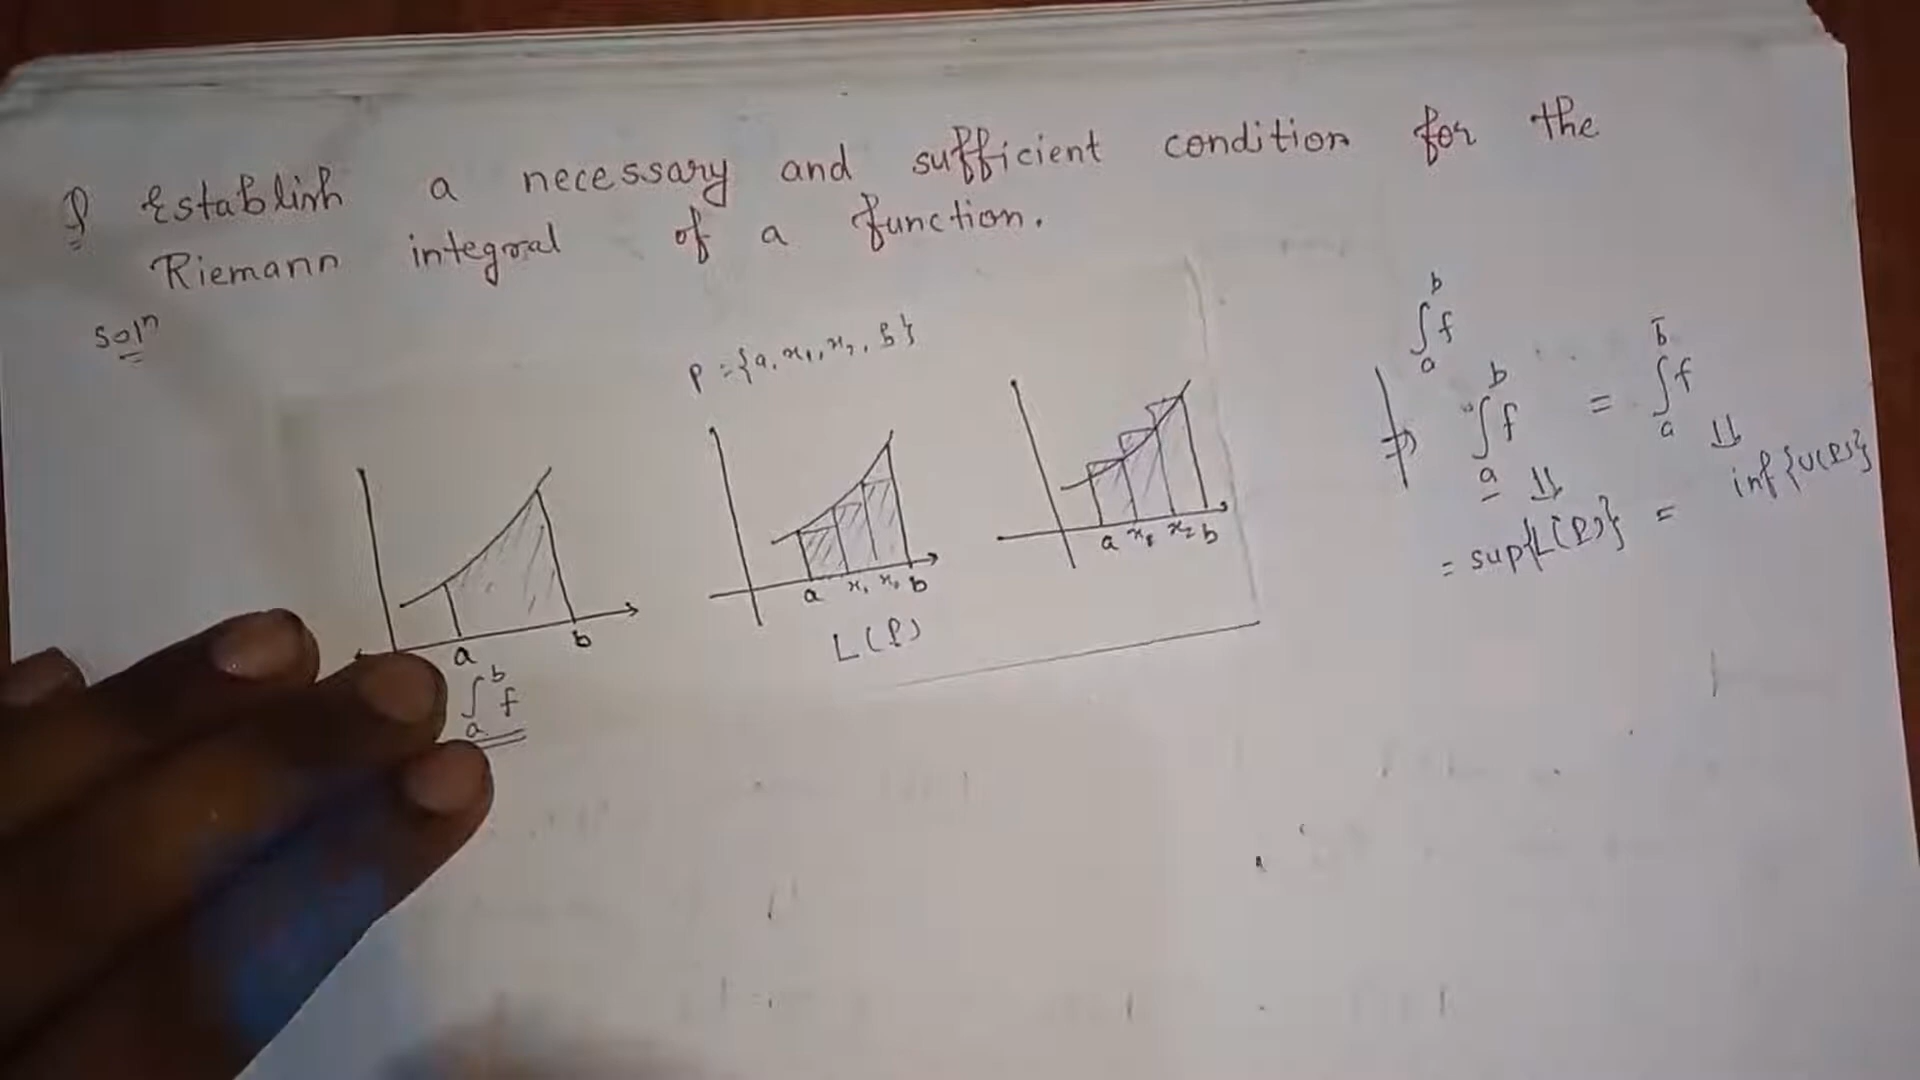 Q Establish a necessary and sufficient condition for the
Riemann integral of a function.
Solⁿ
P = {a, x₁, x₂, b}
a b
∫ₐᵇ f
a x₁ x₂ b
L(P)
a x₁ x₂ b
∫ₐᵇ f
⇒ ∫ₐᵇ f = ∫ₐᵇ f
⇓ ⇓
= sup{L(P)} = inf{U(P)}